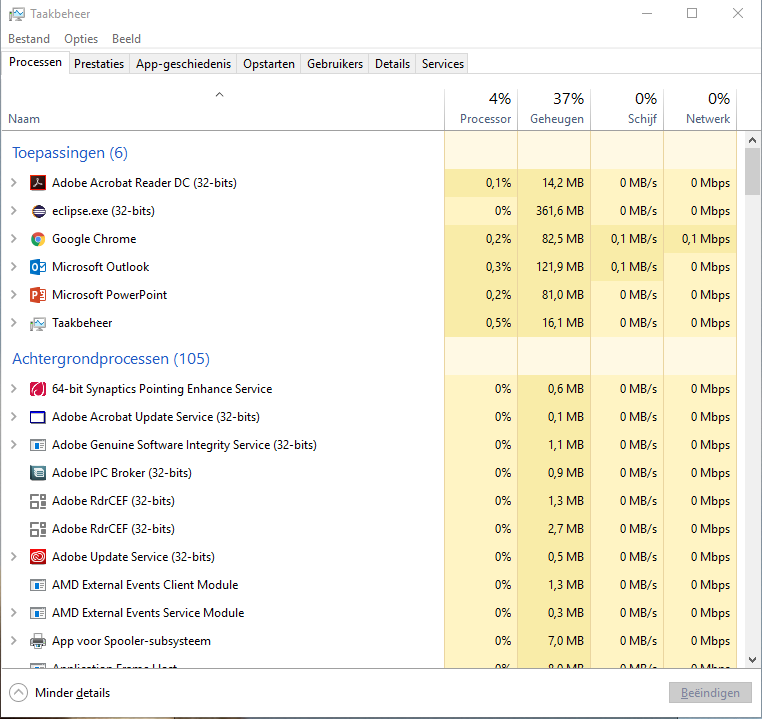 Taakbeheer
Bestand Opties Beeld
Processen Prestaties App-geschiedenis Opstarten Gebruikers Details Services
4% 37% 0% 0%
Naam Processor Geheugen Schijf Netwerk
Toepassingen (6)
Adobe Acrobat Reader DC (32-bits) 0,1% 14,2 MB 0 MB/s 0 Mbps
eclipse.exe (32-bits) 0% 361,6 MB 0 MB/s 0 Mbps
Google Chrome 0,2% 82,5 MB 0,1 MB/s 0,1 Mbps
Microsoft Outlook 0,3% 121,9 MB 0,1 MB/s 0 Mbps
Microsoft PowerPoint 0,2% 81,0 MB 0 MB/s 0 Mbps
Taakbeheer 0,5% 16,1 MB 0 MB/s 0 Mbps
Achtergrondprocessen (105)
64-bit Synaptics Pointing Enhance Service 0% 0,6 MB 0 MB/s 0 Mbps
Adobe Acrobat Update Service (32-bits) 0% 0,1 MB 0 MB/s 0 Mbps
Adobe Genuine Software Integrity Service (32-bits) 0% 1,1 MB 0 MB/s 0 Mbps
Adobe IPC Broker (32-bits) 0% 0,9 MB 0 MB/s 0 Mbps
Adobe RdrCEF (32-bits) 0% 1,3 MB 0 MB/s 0 Mbps
Adobe RdrCEF (32-bits) 0% 2,7 MB 0 MB/s 0 Mbps
Adobe Update Service (32-bits) 0% 0,5 MB 0 MB/s 0 Mbps
AMD External Events Client Module 0% 1,3 MB 0 MB/s 0 Mbps
AMD External Events Service Module 0% 0,3 MB 0 MB/s 0 Mbps
App voor Spooler-subsysteem 0% 7,0 MB 0 MB/s 0 Mbps
Application Frame Host 0% 8,0 MB 0 MB/s 0 Mbps
Minder details Beëindigen